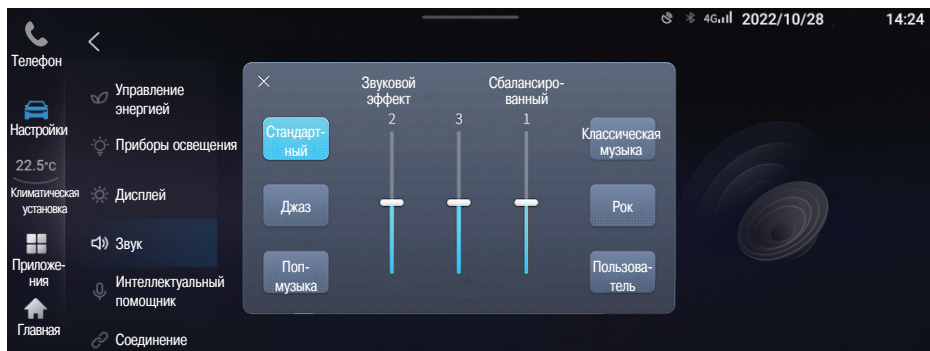 4G 2022/10/28 14:24
Телефон
Настройки
22.5°C
Климатическая
установка
Приложе-
ния
Главная
Управление
энергией
Приборы освещения
Дисплей
Звук
Интеллектуальный
помощник
Соединение
Звуковой
эффект
Сбалансиро-
ванный
2 3 1
Стандарт-
ный
Джаз
Поп-
музыка
Классическая
музыка
Рок
Пользова-
тель